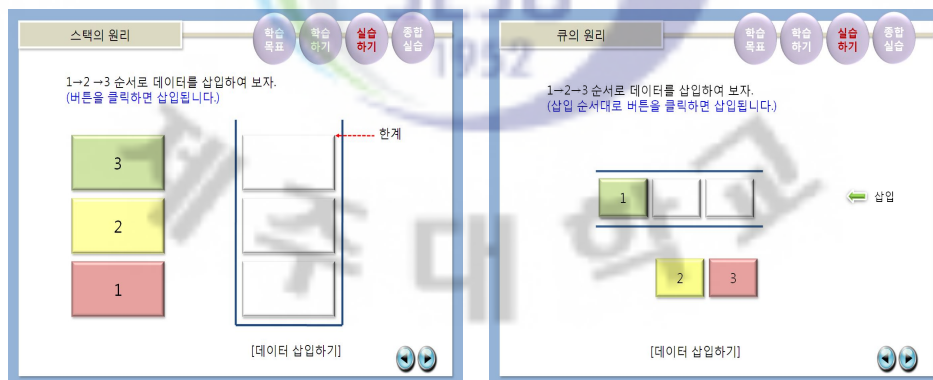 스택의 원리
학습
목표
학습
하기
실습
하기
종합
실습
1→2 →3 순서로 데이터를 삽입하여 보자.
(버튼을 클릭하면 삽입됩니다.)
한계
3
2
1
[데이터 삽입하기]
큐의 원리
학습
목표
학습
하기
실습
하기
종합
실습
1→2→3 순서로 데이터를 삽입하여 보자.
(삽입 순서대로 버튼을 클릭하면 삽입됩니다.)
1
삽입
2 3
[데이터 삽입하기]
1952
제주대학교